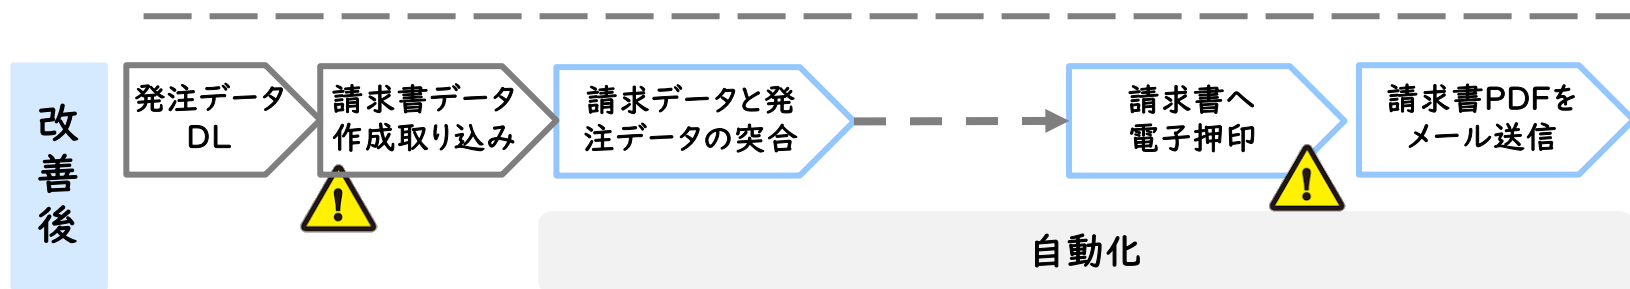 改善後
発注データ
DL
請求書データ
作成取り込み
請求データと発
注データの突合
請求書へ
電子押印
請求書PDFを
メール送信
!
!
自動化